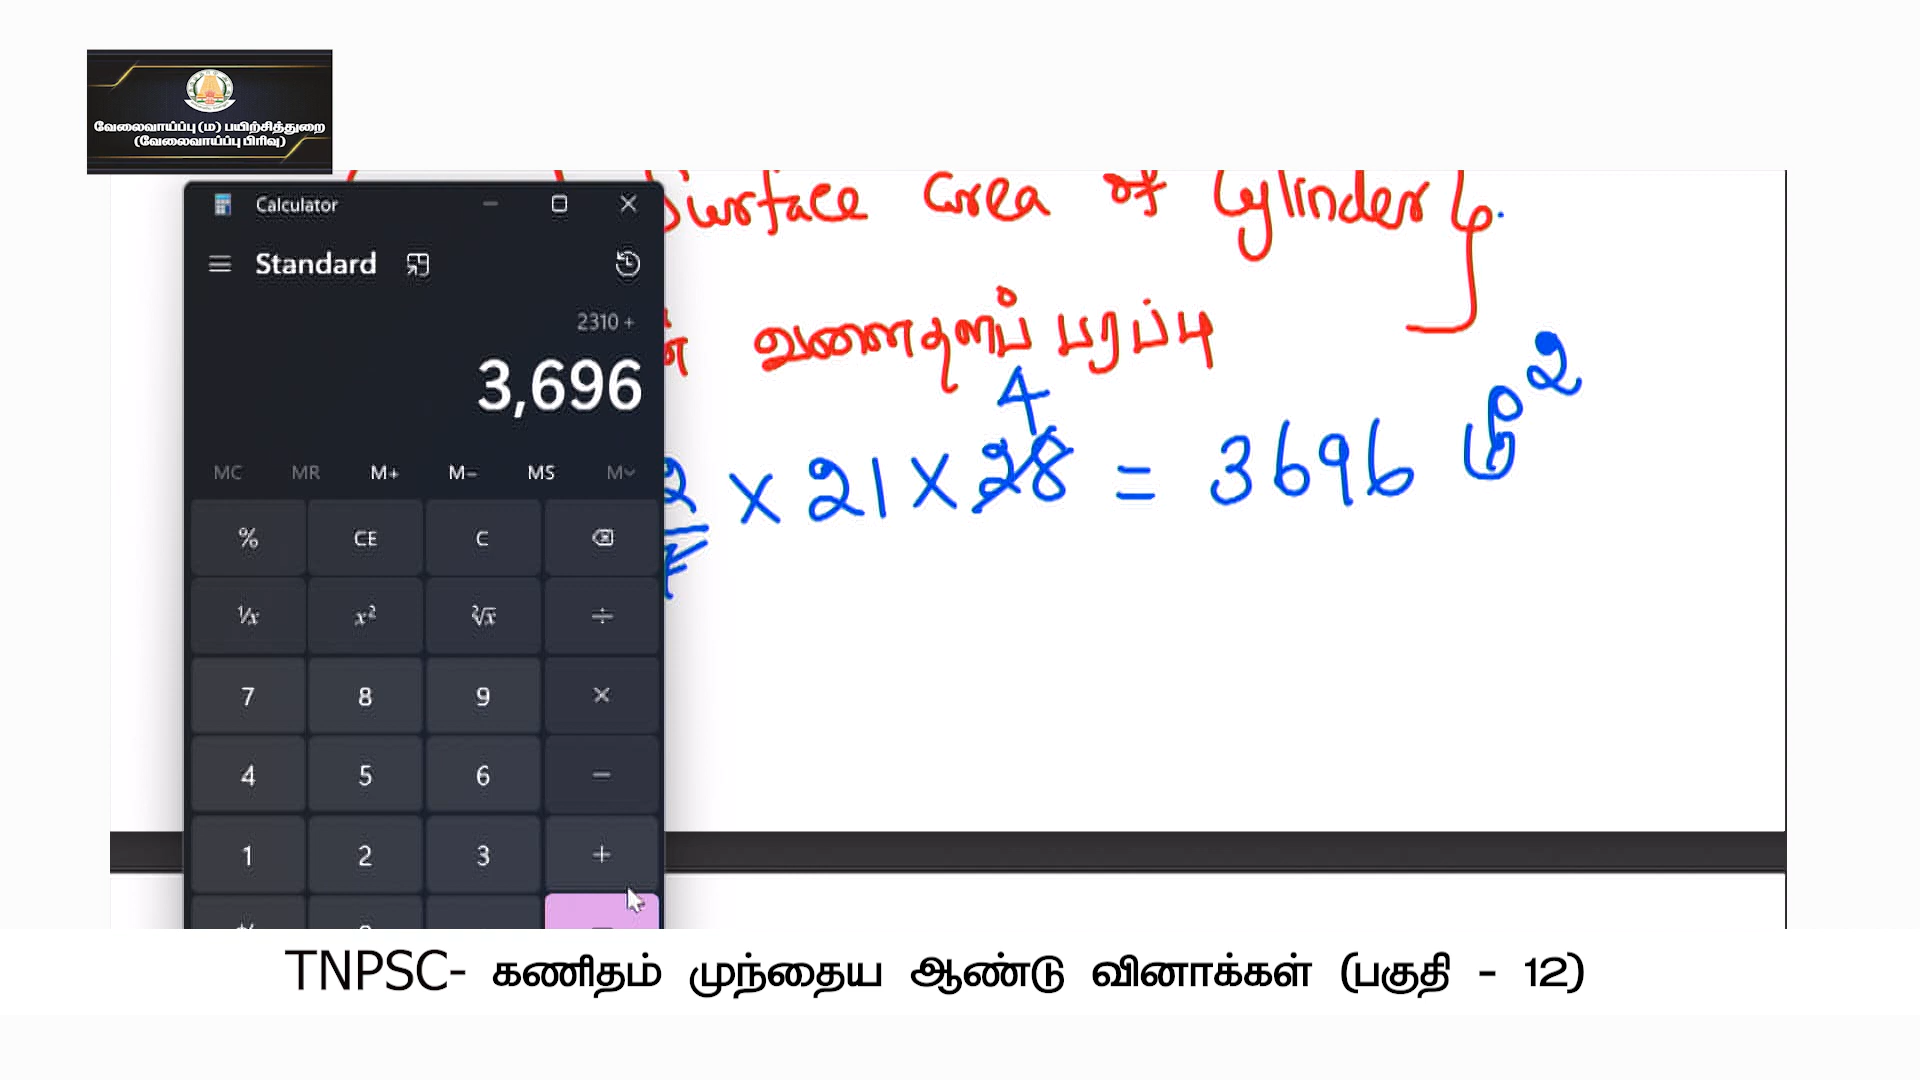 வேலைவாய்ப்பு (ம) பயிற்சித்துறை
(வேலைவாய்ப்பு பிரிவு)
Calculator
Standard
2310 +
3,696
MC MR M+ M- MS M
% CE C
1/x x² ²√x ÷
7 8 9 ×
4 5 6 −
1 2 3 +
Surface area of Cylinder
வளைதளப் பரப்பு
4
2 × 21 × 28 = 3696 மீ²
TNPSC- கணிதம் முந்தைய ஆண்டு வினாக்கள் (பகுதி - 12)